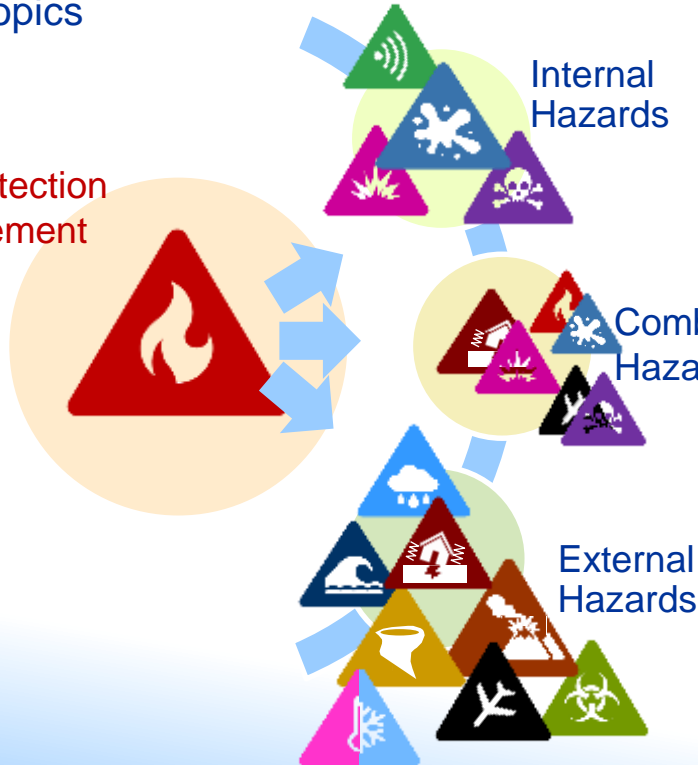 opics
Internal
Hazards
tection
ement
Comb
Haza
External
Hazards